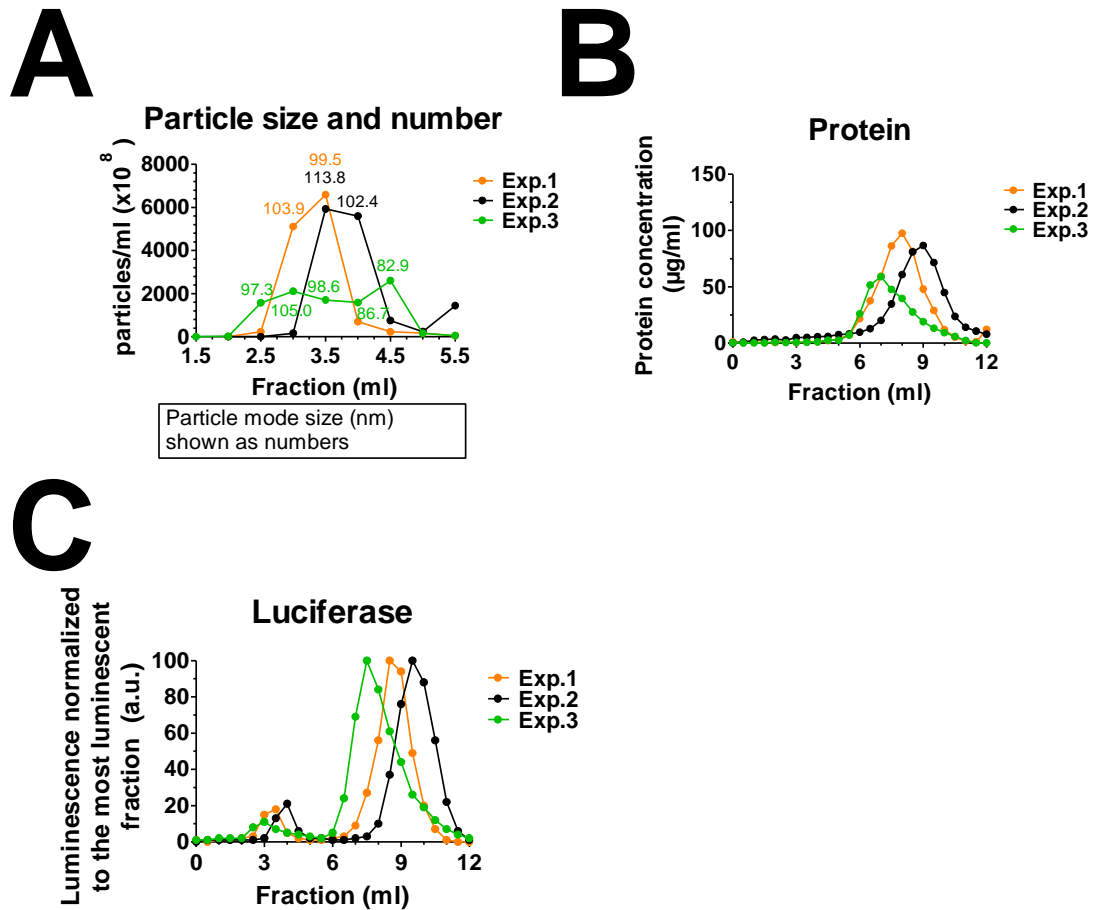 A
Particle size and number
particles/ml (x10 8)
8000
6000
4000
2000
0
1.5
2.5
3.5
4.5
5.5
99.5
113.8
103.9
102.4
97.3
105.0
98.6
86.7
82.9
Exp.1
Exp.2
Exp.3
Fraction (ml)
Particle mode size (nm)
shown as numbers
B
Protein
Protein concentration
(µg/ml)
150
100
50
0
0
3
6
9
12
Exp.1
Exp.2
Exp.3
Fraction (ml)
C
Luciferase
Luminescence normalized
to the most luminescent
fraction (a.u.)
100
80
60
40
20
0
0
3
6
9
12
Exp.1
Exp.2
Exp.3
Fraction (ml)